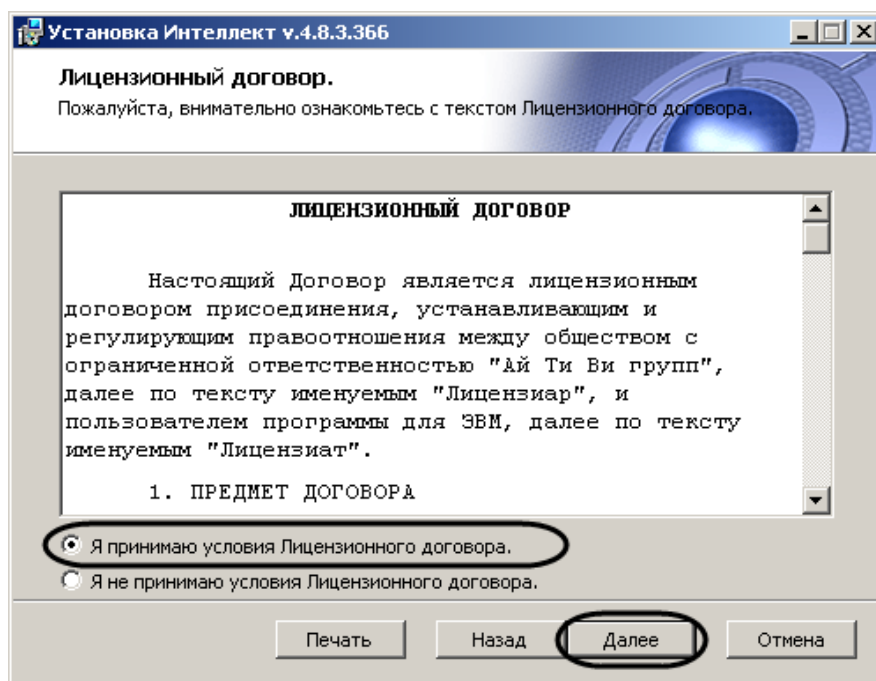 Установка Интеллект v.4.8.3.366
Лицензионный договор.
Пожалуйста, внимательно ознакомьтесь с текстом Лицензионного договора.
ЛИЦЕНЗИОННЫЙ ДОГОВОР
Настоящий Договор является лицензионным
договором присоединения, устанавливающим и
регулирующим правоотношения между обществом с
ограниченной ответственностью "Ай Ти Ви групп",
далее по тексту именуемым "Лицензиар", и
пользователем программы для ЭВМ, далее по тексту
именуемым "Лицензиат".
1. ПРЕДМЕТ ДОГОВОРА
Я принимаю условия Лицензионного договора.
Я не принимаю условия Лицензионного договора.
Печать Назад Далее Отмена